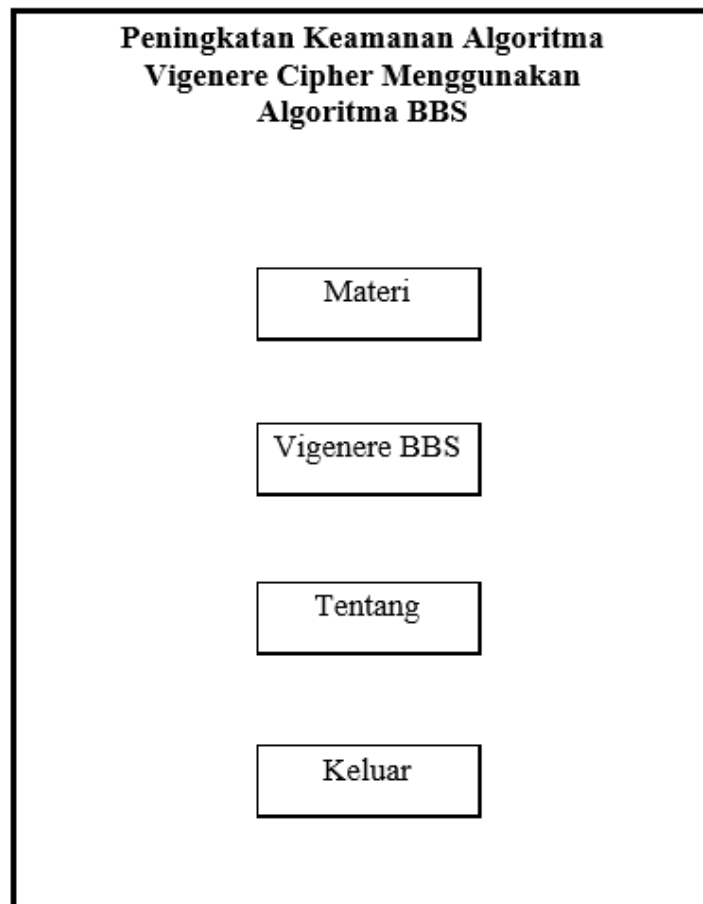 Peningkatan Keamanan Algoritma
Vigenere Cipher Menggunakan
Algoritma BBS
Materi
Vigenere BBS
Tentang
Keluar